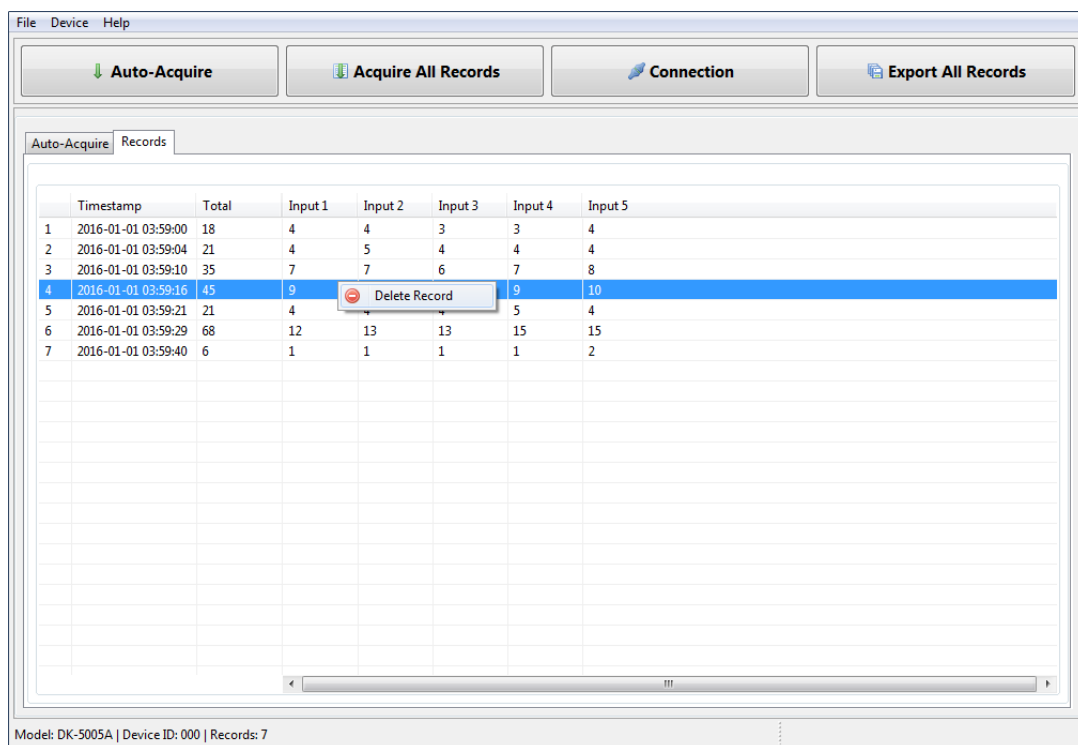 File Device Help
Auto-Acquire Acquire All Records Connection Export All Records
Auto-Acquire Records
Timestamp Total Input 1 Input 2 Input 3 Input 4 Input 5
1 2016-01-01 03:59:00 18 4 4 3 3 4
2 2016-01-01 03:59:04 21 4 5 4 4 4
3 2016-01-01 03:59:10 35 7 7 6 7 8
4 2016-01-01 03:59:16 45 9 Delete Record 9 10
5 2016-01-01 03:59:21 21 4 4 4 5 4
6 2016-01-01 03:59:29 68 12 13 13 15 15
7 2016-01-01 03:59:40 6 1 1 1 1 2
Model: DK-5005A | Device ID: 000 | Records: 7